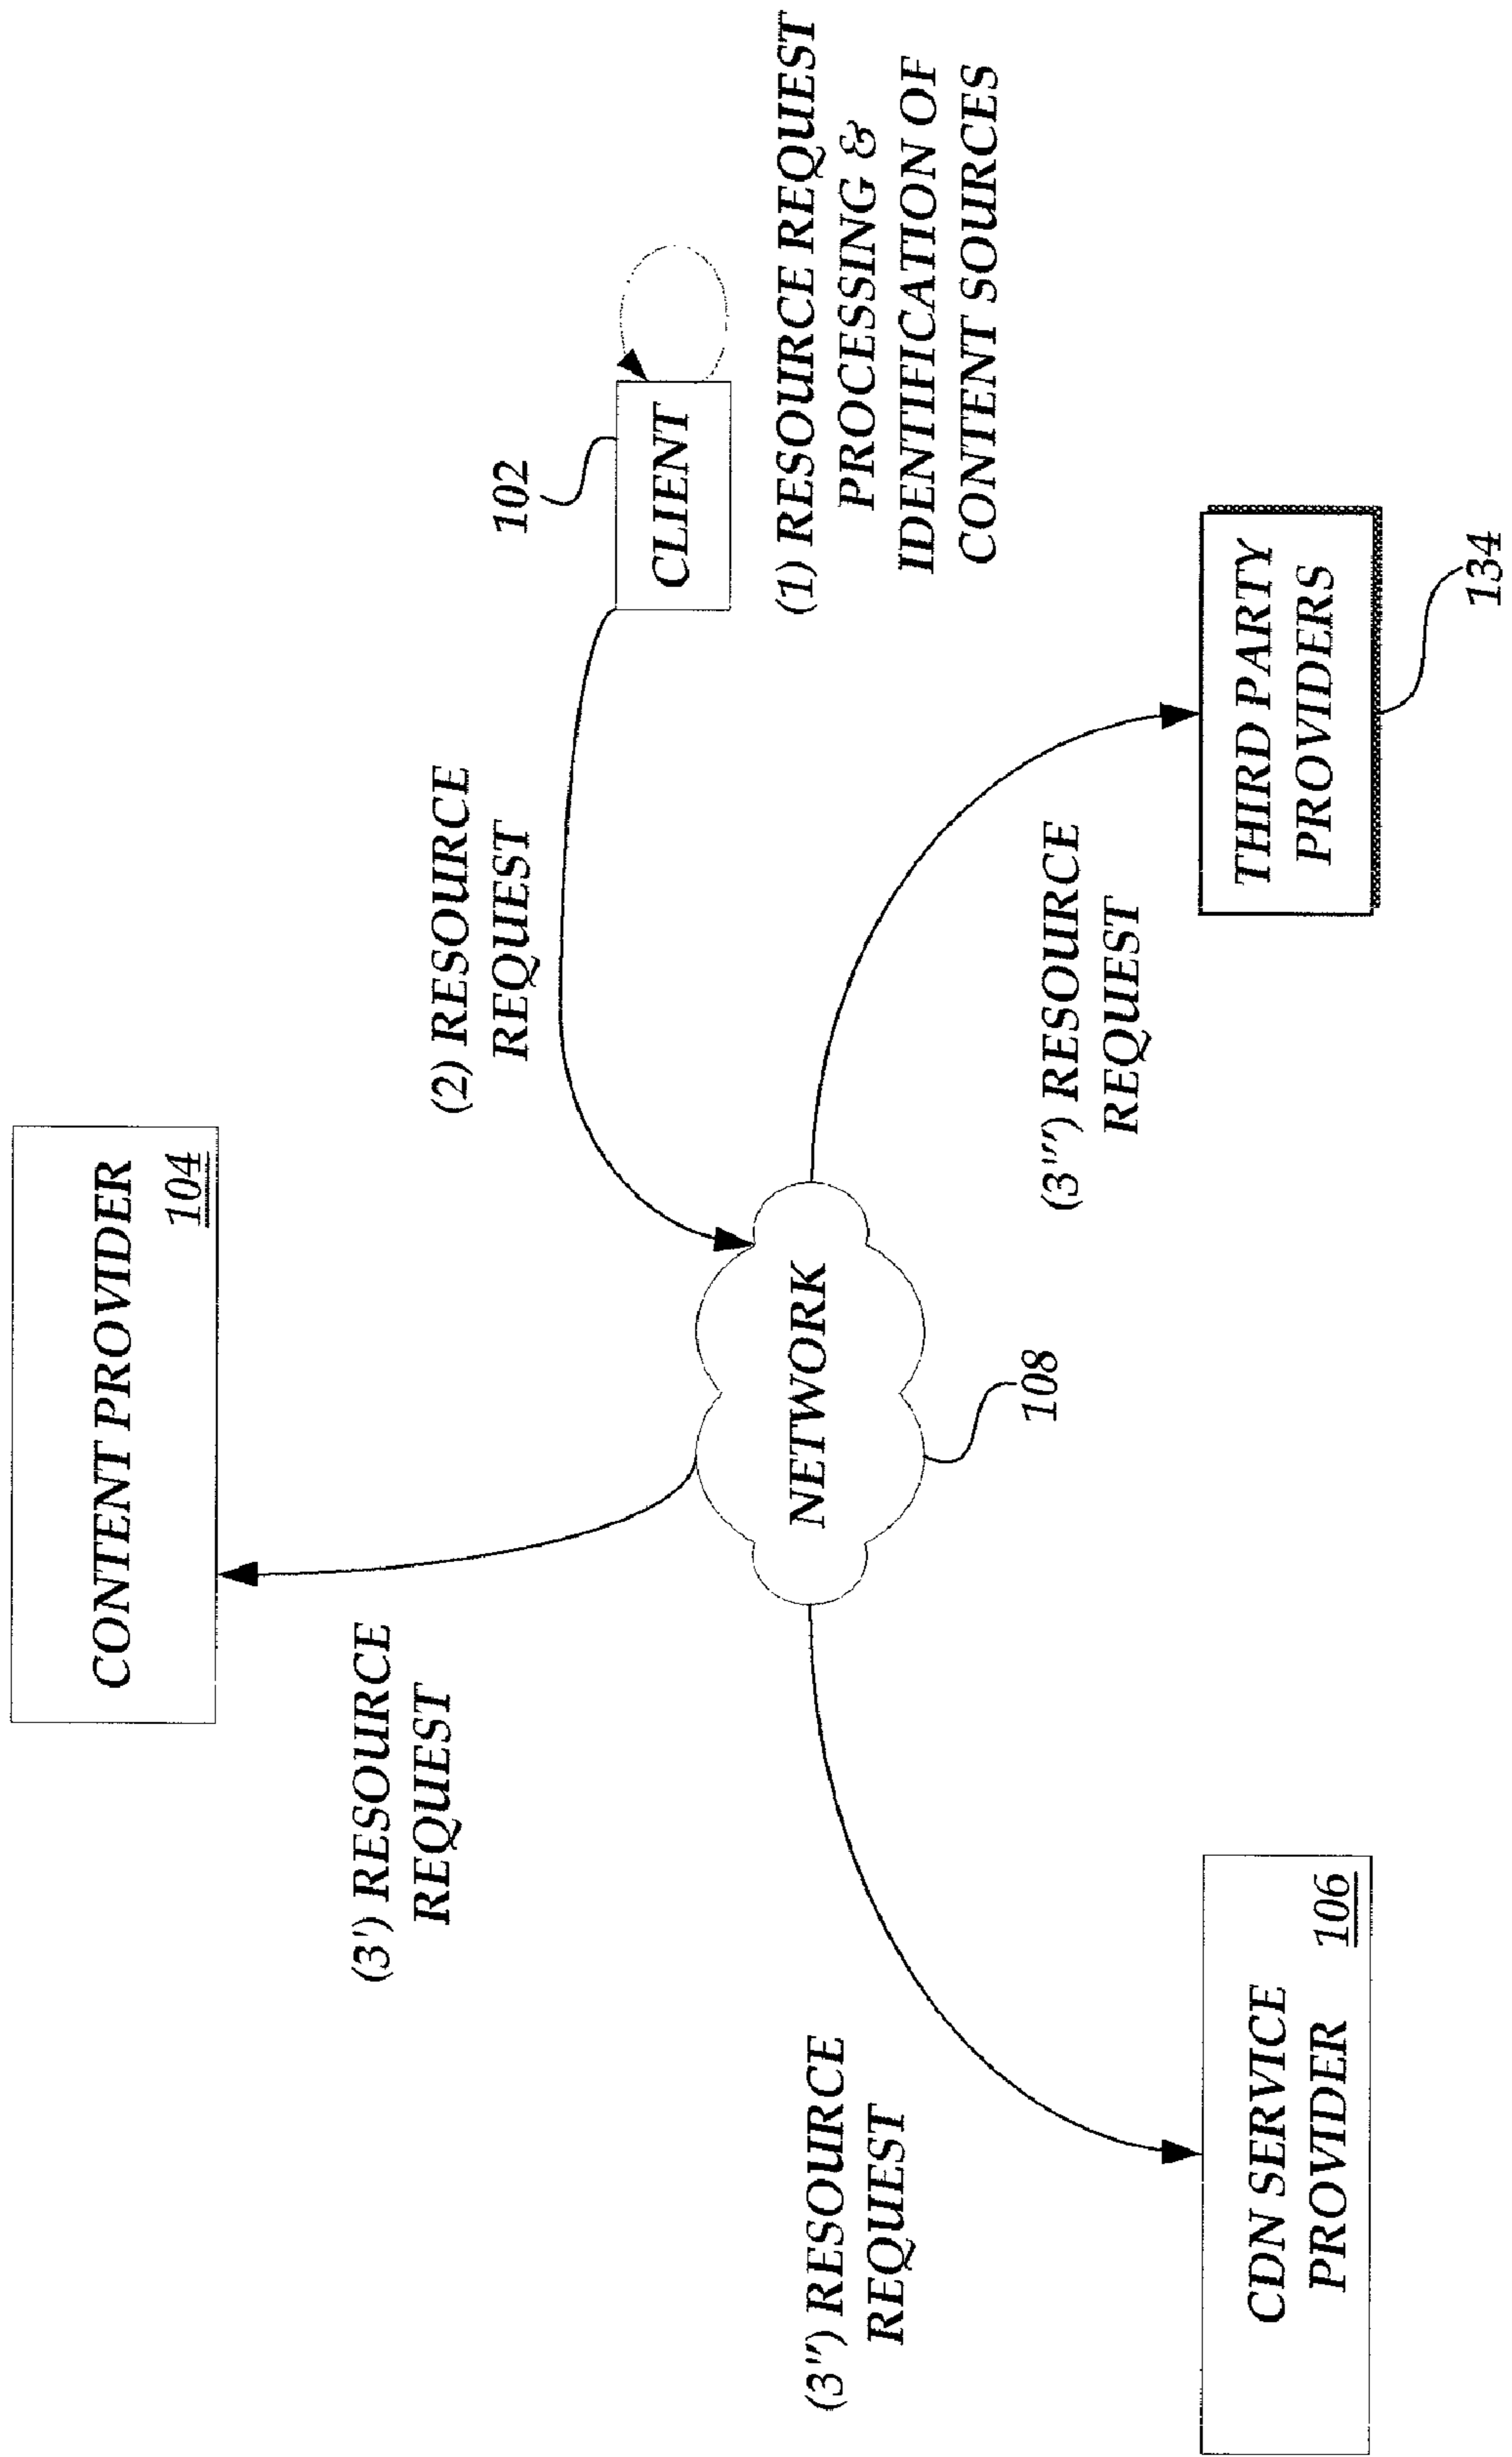 CONTENT PROVIDER
104
(3') RESOURCE
REQUEST
(2) RESOURCE
REQUEST
102
CLIENT
(1) RESOURCE REQUEST
PROCESSING &
IDENTIFICATION OF
CONTENT SOURCES
NETWORK
108
(3'') RESOURCE
REQUEST
(3''') RESOURCE
REQUEST
CDN SERVICE
PROVIDER
106
THIRD PARTY
PROVIDERS
134